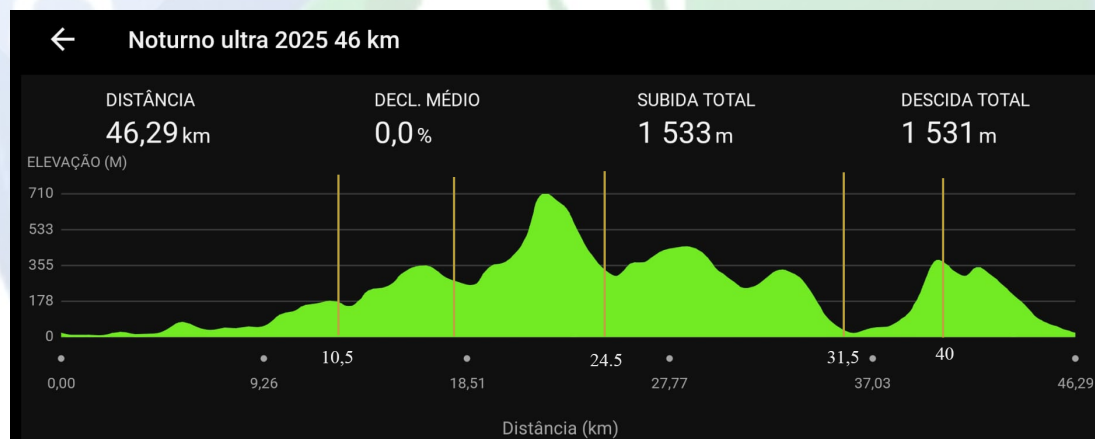 Noturno ultra 2025 46 km
DISTÂNCIA DECL. MÉDIO SUBIDA TOTAL DESCIDA TOTAL
46,29 km 0,0 % 1 533 m 1 531 m
ELEVAÇÃO (M)
710
533
355
178
0
10,5 24.5 31,5 40
0,00 9,26 18,51 27,77 37,03 46,29
Distância (km)